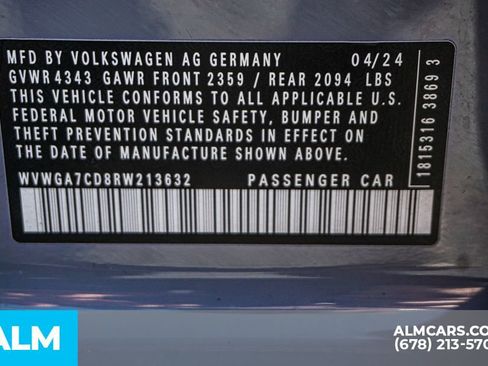 MFD BY VOLKSWAGEN AG GERMANY 04/24
GVWR 4343 GAWR FRONT 2359 / REAR 2094 LBS
THIS VEHICLE CONFORMS TO ALL APPLICABLE U.S.
FEDERAL MOTOR VEHICLE SAFETY, BUMPER AND
THEFT PREVENTION STANDARDS IN EFFECT ON
THE DATE OF MANUFACTURE SHOWN ABOVE.
WVWGA7CD8RW213632 PASSENGER CAR
1815316 3869 3
ALM
ALMCARS.CO
(678) 213-570